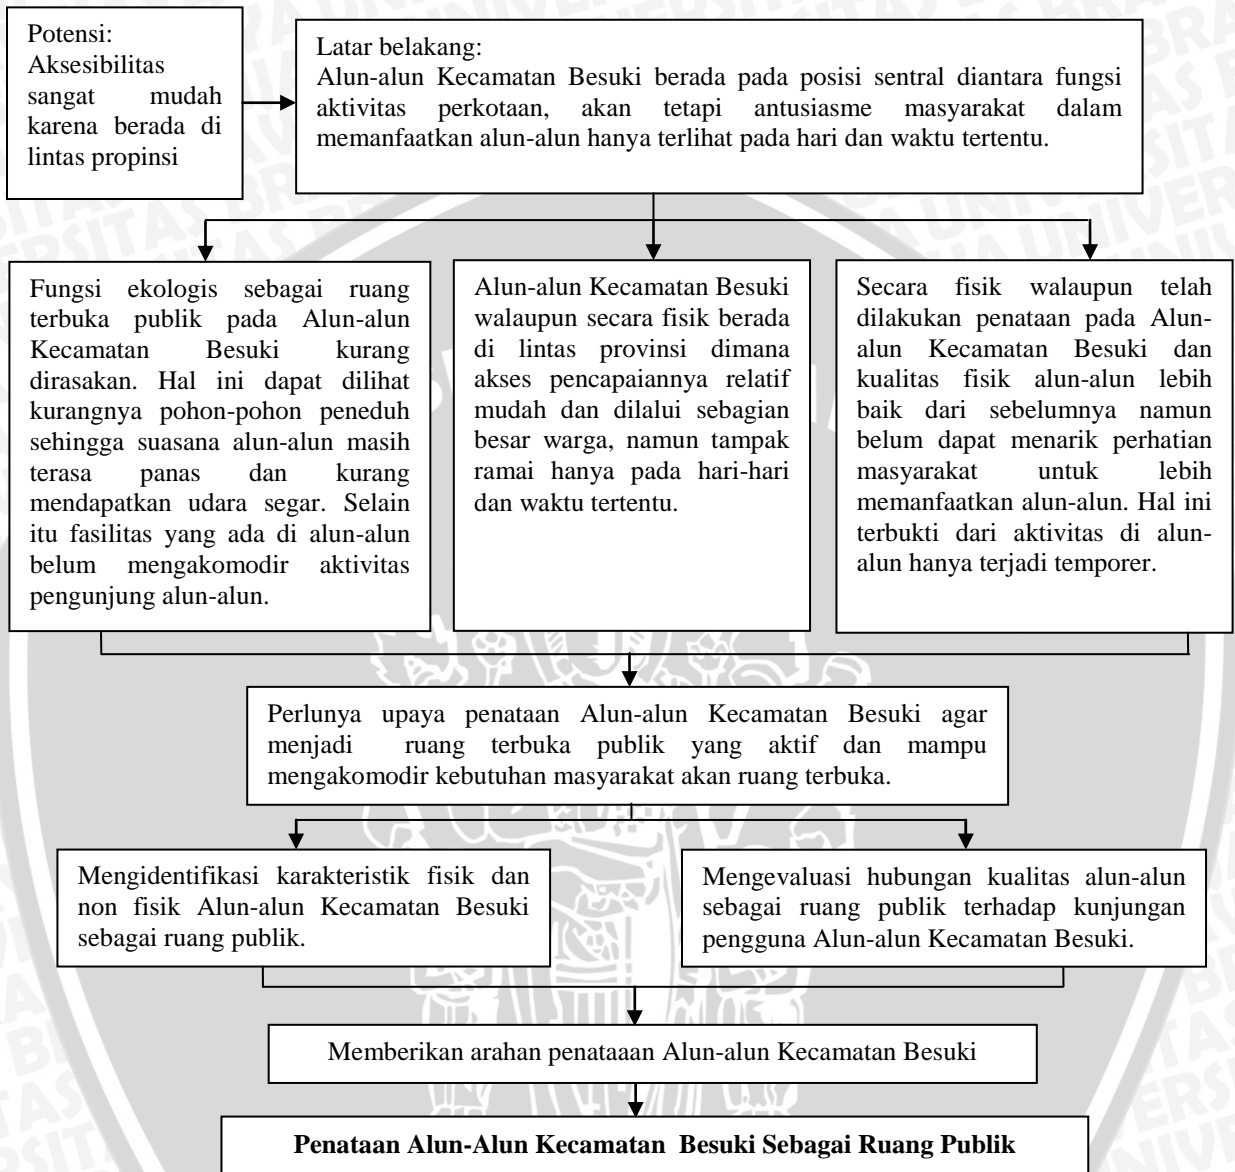 Potensi:
Aksesibilitas
sangat mudah
karena berada di
lintas propinsi
Latar belakang:
Alun-alun Kecamatan Besuki berada pada posisi sentral diantara fungsi
aktivitas perkotaan, akan tetapi antusiasme masyarakat dalam
memanfaatkan alun-alun hanya terlihat pada hari dan waktu tertentu.
Fungsi ekologis sebagai ruang
terbuka publik pada Alun-alun
Kecamatan Besuki kurang
dirasakan. Hal ini dapat dilihat
kurangnya pohon-pohon peneduh
sehingga suasana alun-alun masih
terasa panas dan kurang
mendapatkan udara segar. Selain
itu fasilitas yang ada di alun-alun
belum mengakomodir aktivitas
pengunjung alun-alun.
Alun-alun Kecamatan Besuki
walaupun secara fisik berada
di lintas provinsi dimana
akses pencapaiannya relatif
mudah dan dilalui sebagian
besar warga, namun tampak
ramai hanya pada hari-hari
dan waktu tertentu.
Secara fisik walaupun telah
dilakukan penataan pada Alun-
alun Kecamatan Besuki dan
kualitas fisik alun-alun lebih
baik dari sebelumnya namun
belum dapat menarik perhatian
masyarakat untuk lebih
memanfaatkan alun-alun. Hal ini
terbukti dari aktivitas di alun-
alun hanya terjadi temporer.
Perlunya upaya penataan Alun-alun Kecamatan Besuki agar
menjadi ruang terbuka publik yang aktif dan mampu
mengakomodir kebutuhan masyarakat akan ruang terbuka.
Mengidentifikasi karakteristik fisik dan
non fisik Alun-alun Kecamatan Besuki
sebagai ruang publik.
Mengevaluasi hubungan kualitas alun-alun
sebagai ruang publik terhadap kunjungan
pengguna Alun-alun Kecamatan Besuki.
Memberikan arahan penataaan Alun-alun Kecamatan Besuki
Penataan Alun-Alun Kecamatan Besuki Sebagai Ruang Publik